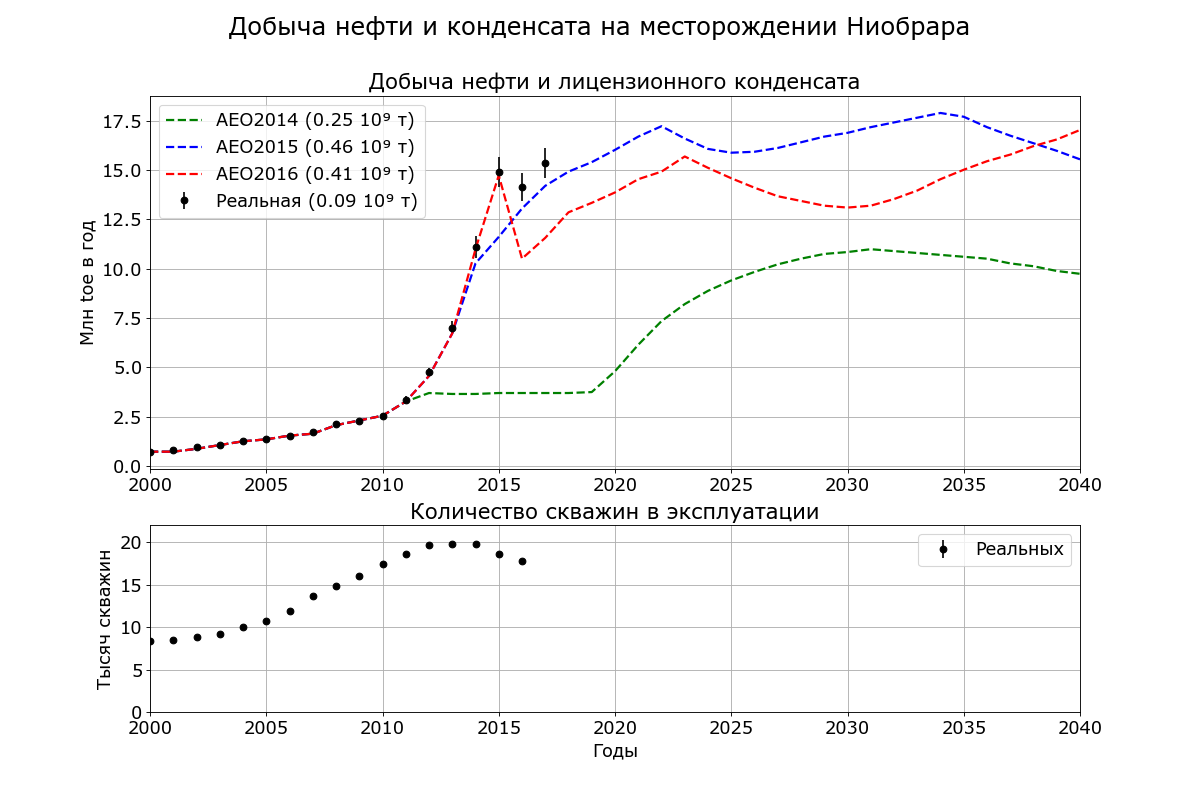 Добыча нефти и конденсата на месторождении Ниобрара
Добыча нефти и лицензионного конденсата
AEO2014 (0.25 10⁹ т)
AEO2015 (0.46 10⁹ т)
AEO2016 (0.41 10⁹ т)
Реальная (0.09 10⁹ т)
Млн toe в год
17.5
15.0
12.5
10.0
7.5
5.0
2.5
0.0
2000 2005 2010 2015 2020 2025 2030 2035 2040
Количество скважин в эксплуатации
Реальных
Тысяч скважин
20
15
10
5
0
2000 2005 2010 2015 2020 2025 2030 2035 2040
Годы